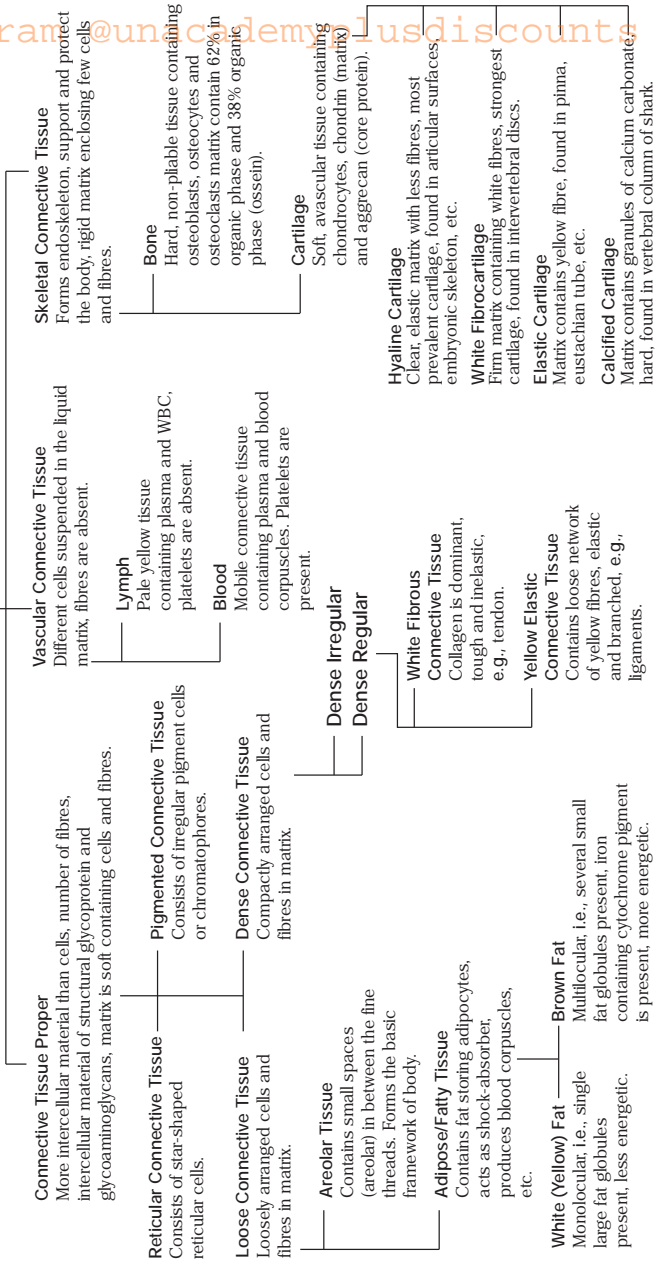 Connective Tissue Proper
More intercellular material than cells, number of fibres,
intercellular material of structural glycoprotein and
glycoaminoglycans, matrix is soft containing cells and fibres.
Reticular Connective Tissue
Consists of star-shaped
reticular cells.
Pigmented Connective Tissue
Consists of irregular pigment cells
or chromatophores.
Loose Connective Tissue
Loosely arranged cells and
fibres in matrix.
Dense Connective Tissue
Compactly arranged cells and
fibres in matrix.
Areolar Tissue
Contains small spaces
(areolar) in between the fine
threads. Forms the basic
framework of body.
Adipose/Fatty Tissue
Contains fat storing adipocytes,
acts as shock-absorber,
produces blood corpuscles,
etc.
White (Yellow) Fat
Monolocular, i.e., single
large fat globules
present, less energetic.
Brown Fat
Multilocular, i.e., several small
fat globules present, iron
containing cytochrome pigment
is present, more energetic.
Dense Irregular
Dense Regular
White Fibrous
Connective Tissue
Collagen is dominant,
tough and inelastic,
e.g., tendon.
Yellow Elastic
Connective Tissue
Contains loose network
of yellow fibres, elastic
and branched, e.g.,
ligaments.
Vascular Connective Tissue
Different cells suspended in the liquid
matrix, fibres are absent.
Lymph
Pale yellow tissue
containing plasma and WBC,
platelets are absent.
Blood
Mobile connective tissue
containing plasma and blood
corpuscles. Platelets are
present.
Skeletal Connective Tissue
Forms endoskeleton, support and protect
the body, rigid matrix enclosing few cells
and fibres.
Bone
Hard, non-pliable tissue containing
osteoblasts, osteocytes and
osteoclasts matrix contain 62% in
organic phase and 38% organic
phase (ossein).
Cartilage
Soft, avascular tissue containing
chondrocytes, chondrin (matrix)
and aggrecan (core protein).
Hyaline Cartilage
Clear, elastic matrix with less fibres, most
prevalent cartilage, found in articular surfaces,
embryonic skeleton, etc.
White Fibrocartilage
Firm matrix containing white fibres, strongest
cartilage, found in intervertebral discs.
Elastic Cartilage
Matrix contains yellow fibre, found in pinna,
eustachian tube, etc.
Calcified Cartilage
Matrix contains granules of calcium carbonate,
hard, found in vertebral column of shark.
ram @unacademyplusdiscounts